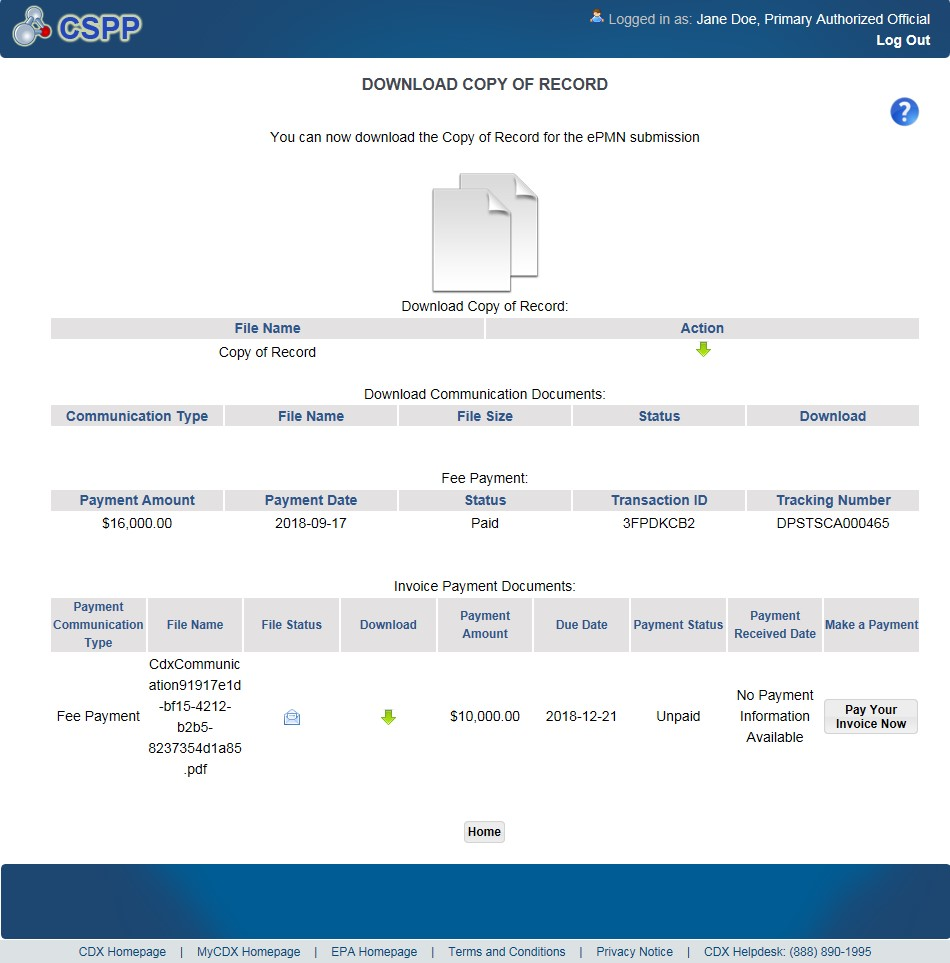 CSPP
Logged in as: Jane Doe, Primary Authorized Official
Log Out
DOWNLOAD COPY OF RECORD
?
You can now download the Copy of Record for the ePMN submission
Download Copy of Record:
File Name Action
Copy of Record
Download Communication Documents:
Communication Type File Name File Size Status Download
Fee Payment:
Payment Amount Payment Date Status Transaction ID Tracking Number
$16,000.00 2018-09-17 Paid 3FPDKCB2 DPSTSCA000465
Invoice Payment Documents:
Payment
Communication
Type
File Name
File Status
Download
Payment
Amount
Due Date
Payment Status
Payment
Received Date
Make a Payment
Fee Payment
CdxCommunic
ation91917e1d
-bf15-4212-
b2b5-
8237354d1a85
.pdf
$10,000.00
2018-12-21
Unpaid
No Payment
Information
Available
Pay Your
Invoice Now
Home
CDX Homepage | MyCDX Homepage | EPA Homepage | Terms and Conditions | Privacy Notice | CDX Helpdesk: (888) 890-1995